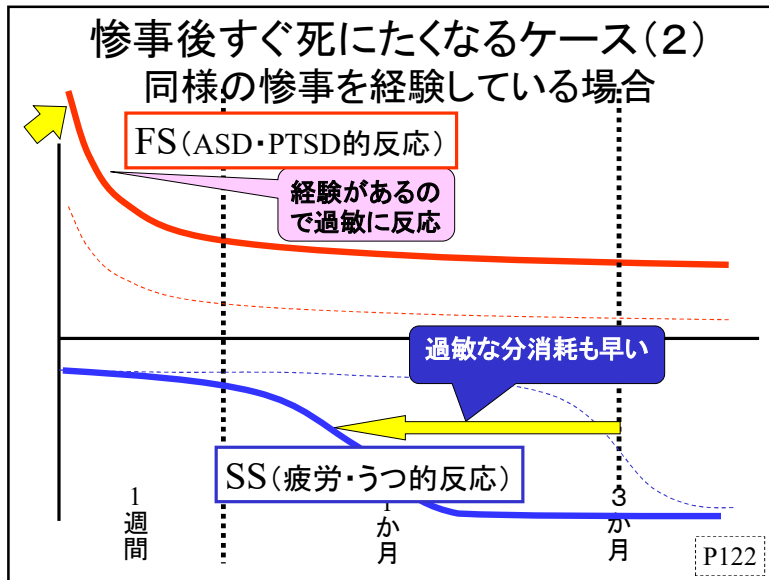 惨事後すぐ死にたくなるケース(2)
同様の惨事を経験している場合
FS(ASD・PTSD的反応)
経験があるの
で過敏に反応
過敏な分消耗も早い
SS(疲労・うつ的反応)
1週間
1か月
3か月
P122